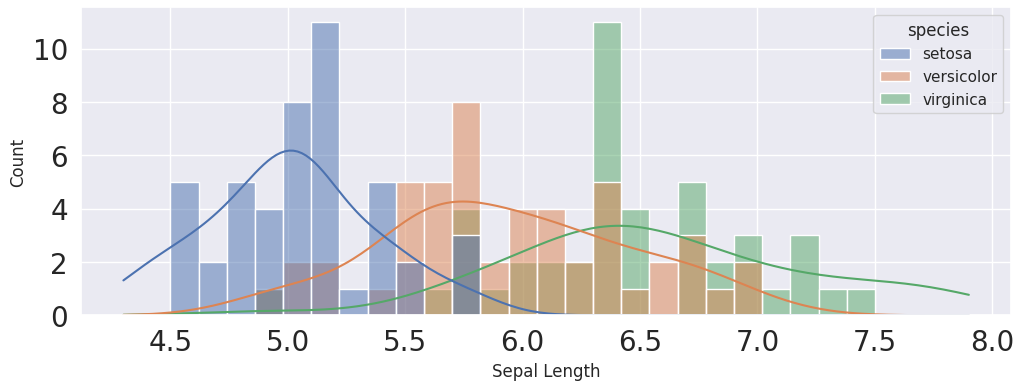 species
setosa
versicolor
virginica
10
8
6
4
2
0
Count
4.5 5.0 5.5 6.0 6.5 7.0 7.5 8.0
Sepal Length